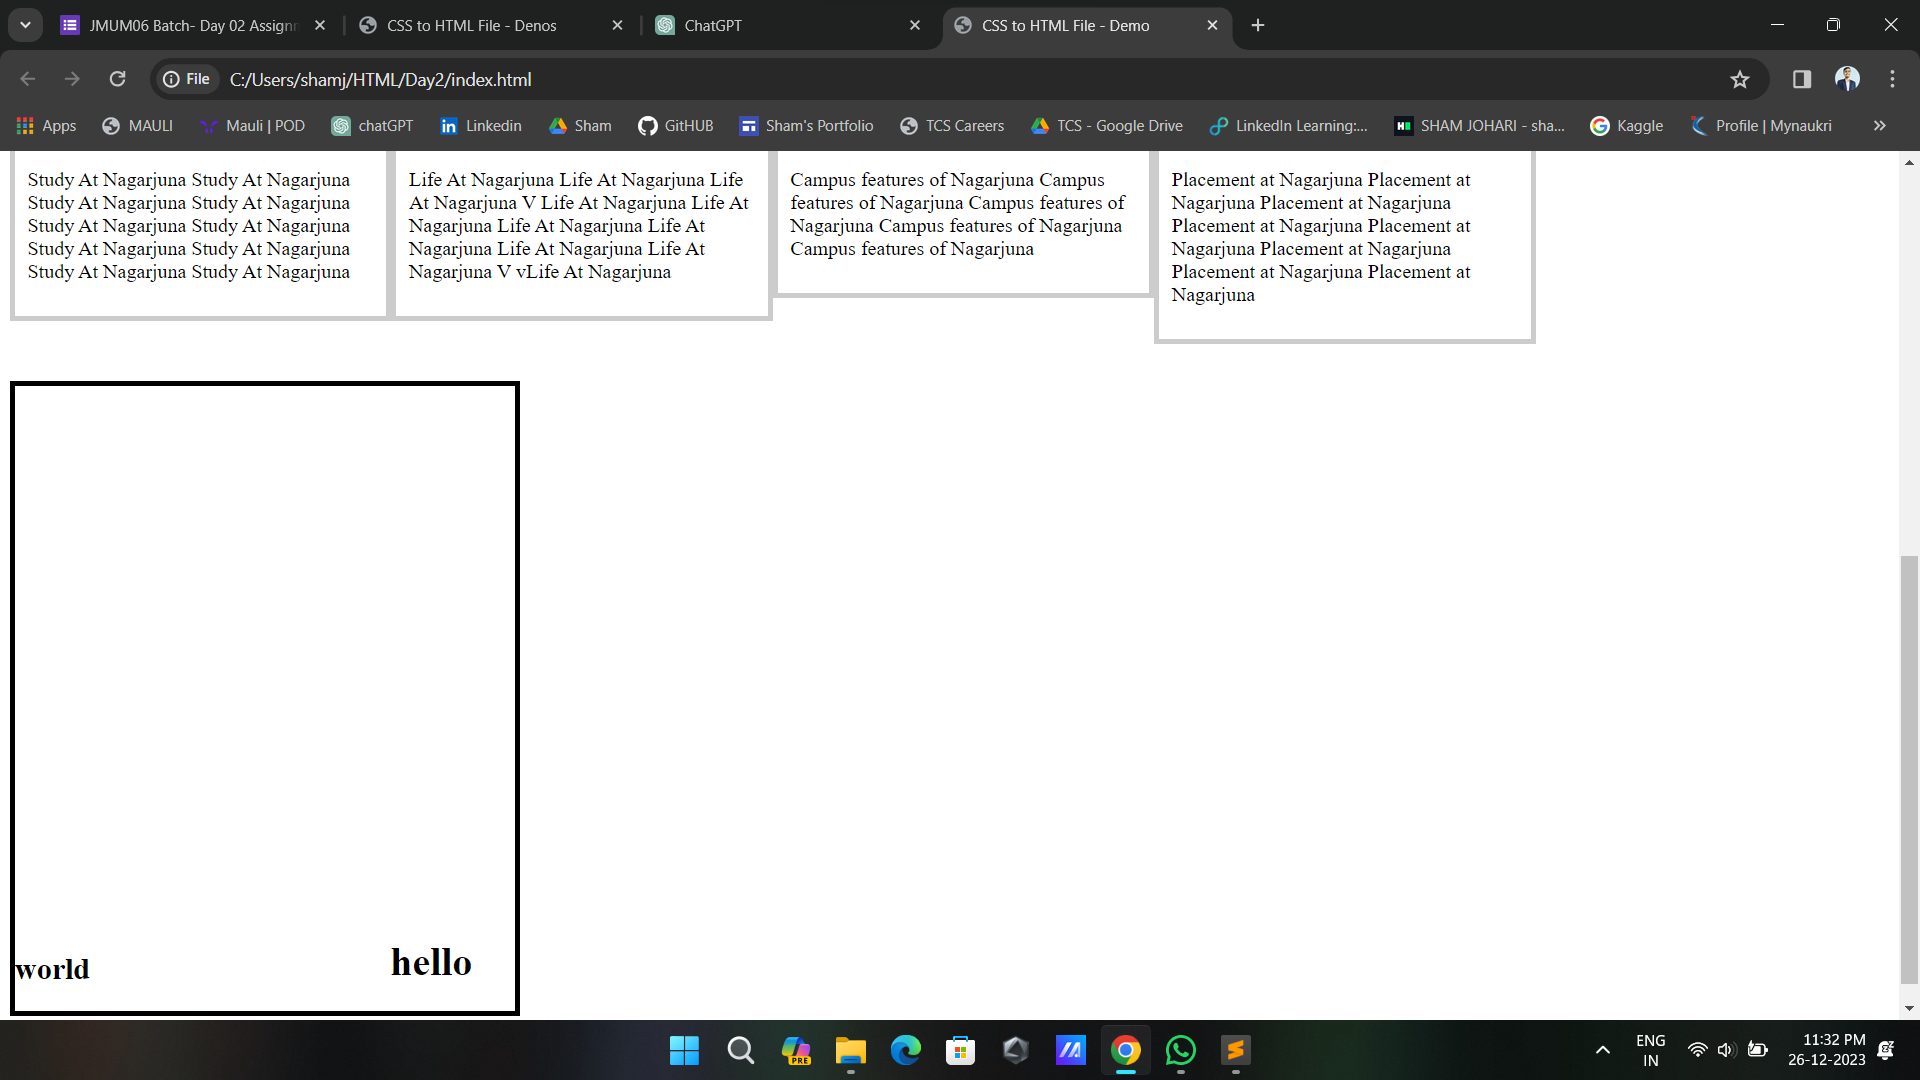 JMUM06 Batch- Day 02 Assignn
CSS to HTML File - Denos
ChatGPT
CSS to HTML File - Demo
File
C:/Users/shamj/HTML/Day2/index.html
Apps
MAULI
Mauli | POD
chatGPT
Linkedin
Sham
GitHUB
Sham's Portfolio
TCS Careers
TCS - Google Drive
LinkedIn Learning:...
SHAM JOHARI - sha...
Kaggle
Profile | Mynaukri
Study At Nagarjuna Study At Nagarjuna
Study At Nagarjuna Study At Nagarjuna
Study At Nagarjuna Study At Nagarjuna
Study At Nagarjuna Study At Nagarjuna
Study At Nagarjuna Study At Nagarjuna
Life At Nagarjuna Life At Nagarjuna Life
At Nagarjuna V Life At Nagarjuna Life At
Nagarjuna Life At Nagarjuna Life At
Nagarjuna Life At Nagarjuna Life At
Nagarjuna V vLife At Nagarjuna
Campus features of Nagarjuna Campus
features of Nagarjuna Campus features of
Nagarjuna Campus features of Nagarjuna
Campus features of Nagarjuna
Placement at Nagarjuna Placement at
Nagarjuna Placement at Nagarjuna
Placement at Nagarjuna Placement at
Nagarjuna Placement at Nagarjuna
Placement at Nagarjuna Placement at
Nagarjuna
world
hello
PRE
ENG
IN
11:32 PM
26-12-2023